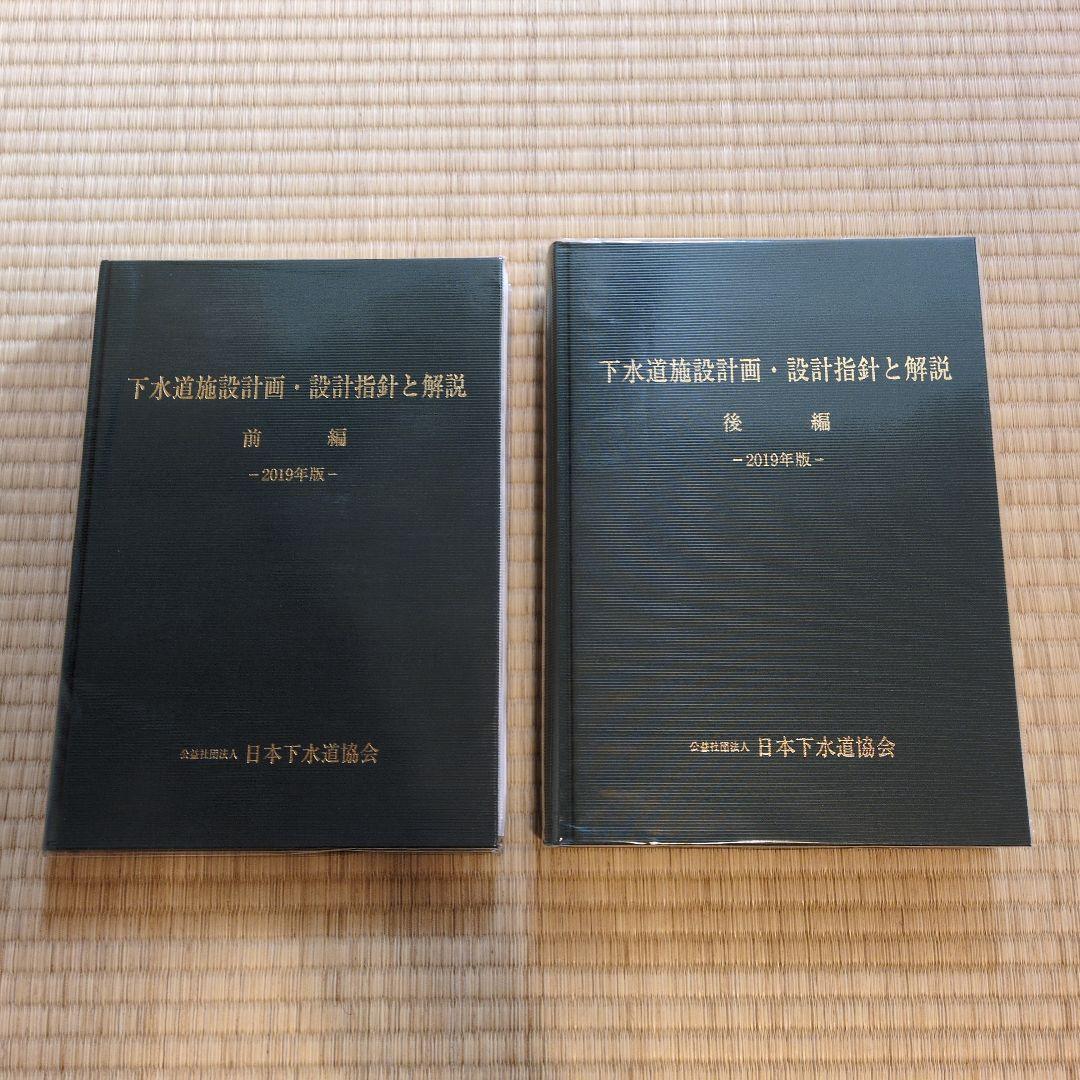 下水道施設計画・設計指針と解説
前編
-2019年版-
公益社団法人 日本下水道協会
下水道施設計画・設計指針と解説
後編
-2019年版-
公益社団法人 日本下水道協会